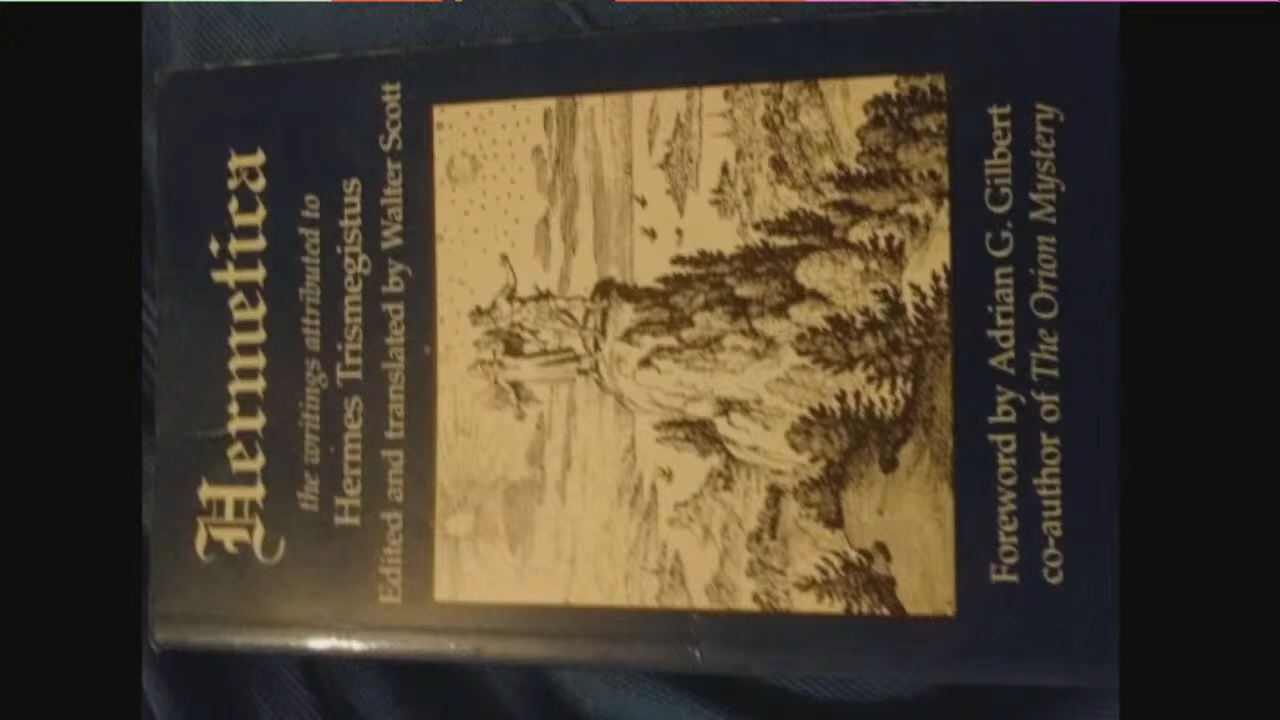 Hermetica
the writings attributed to
Hermes Trismegistus
Edited and translated by Walter Scott
Foreword by Adrian G. Gilbert
co-author of The Orion Mystery